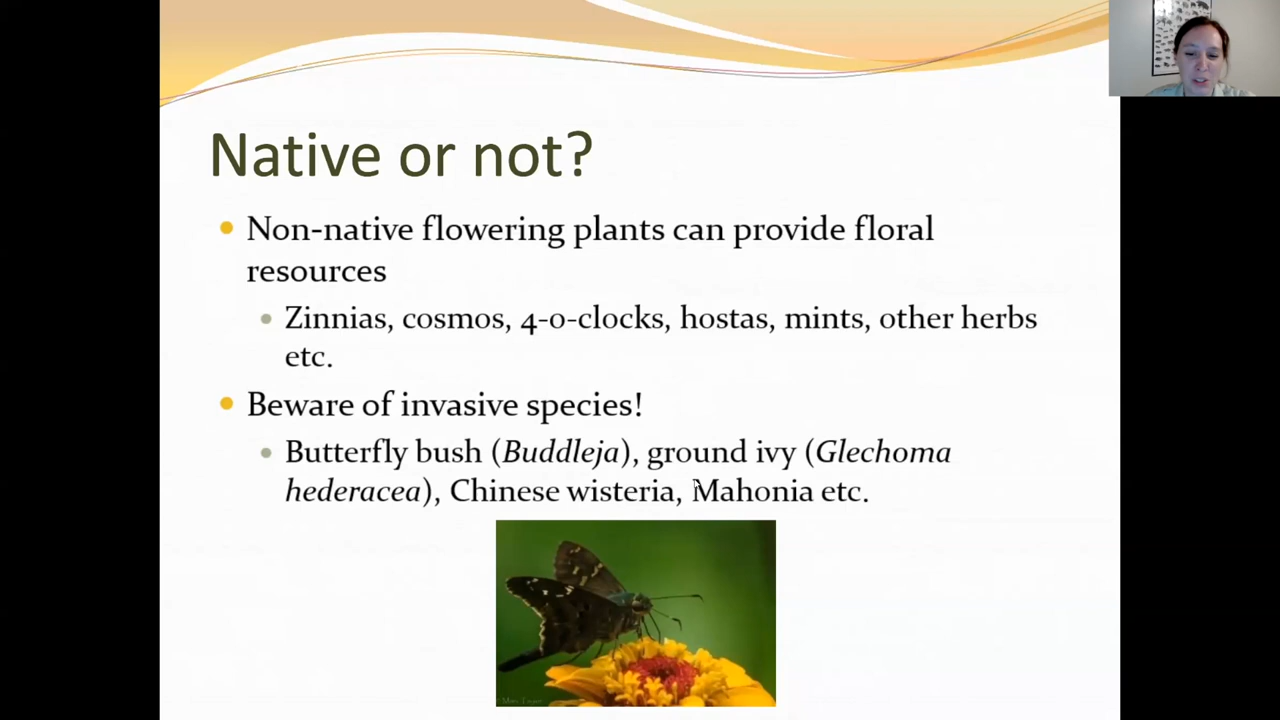 Native or not?
Non-native flowering plants can provide floral
resources
Zinnias, cosmos, 4-o-clocks, hostas, mints, other herbs
etc.
Beware of invasive species!
Butterfly bush (Buddleja), ground ivy (Glechoma
hederacea), Chinese wisteria, Mahonia etc.